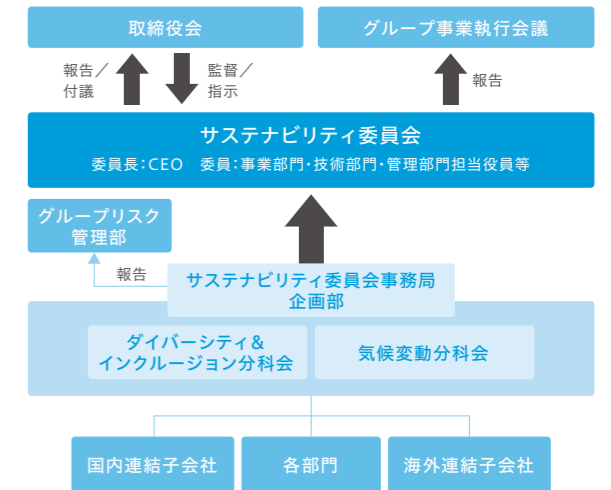 取締役会
グループ事業執行会議
報告／
付議
監督／
指示
報告
サステナビリティ委員会
委員長：CEO　委員：事業部門・技術部門・管理部門担当役員等
グループリスク
管理部
報告
サステナビリティ委員会事務局
企画部
ダイバーシティ&
インクルージョン分科会
気候変動分科会
国内連結子会社
各部門
海外連結子会社